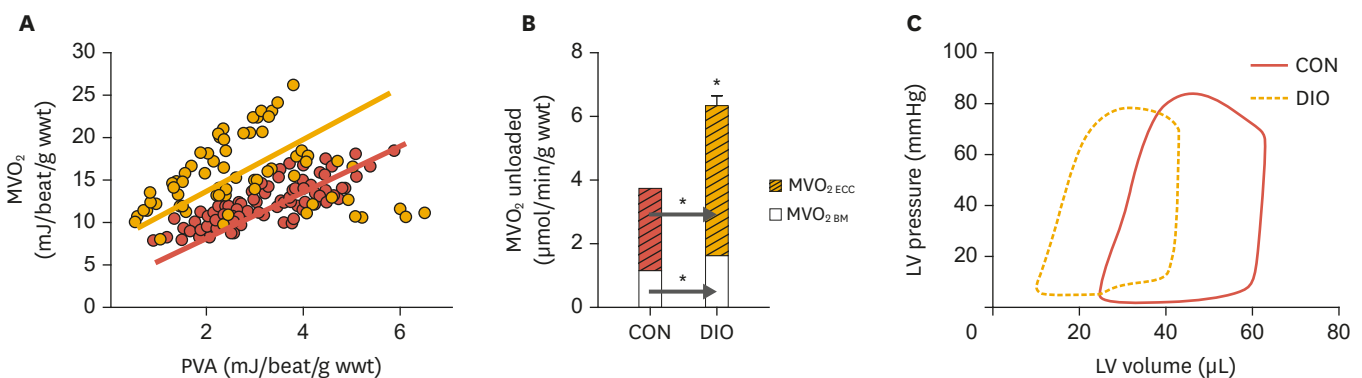 A
MVO₂
(mJ/beat/g wwt)
30
25
20
15
10
5
0
2
4
6
PVA (mJ/beat/g wwt)
B
MVO₂ unloaded
(µmol/min/g wwt)
8
6
4
2
0
*
*
*
CON
DIO
MVO₂ ECC
MVO₂ BM
C
LV pressure (mmHg)
100
80
60
40
20
0
20
40
60
80
LV volume (µL)
CON
DIO